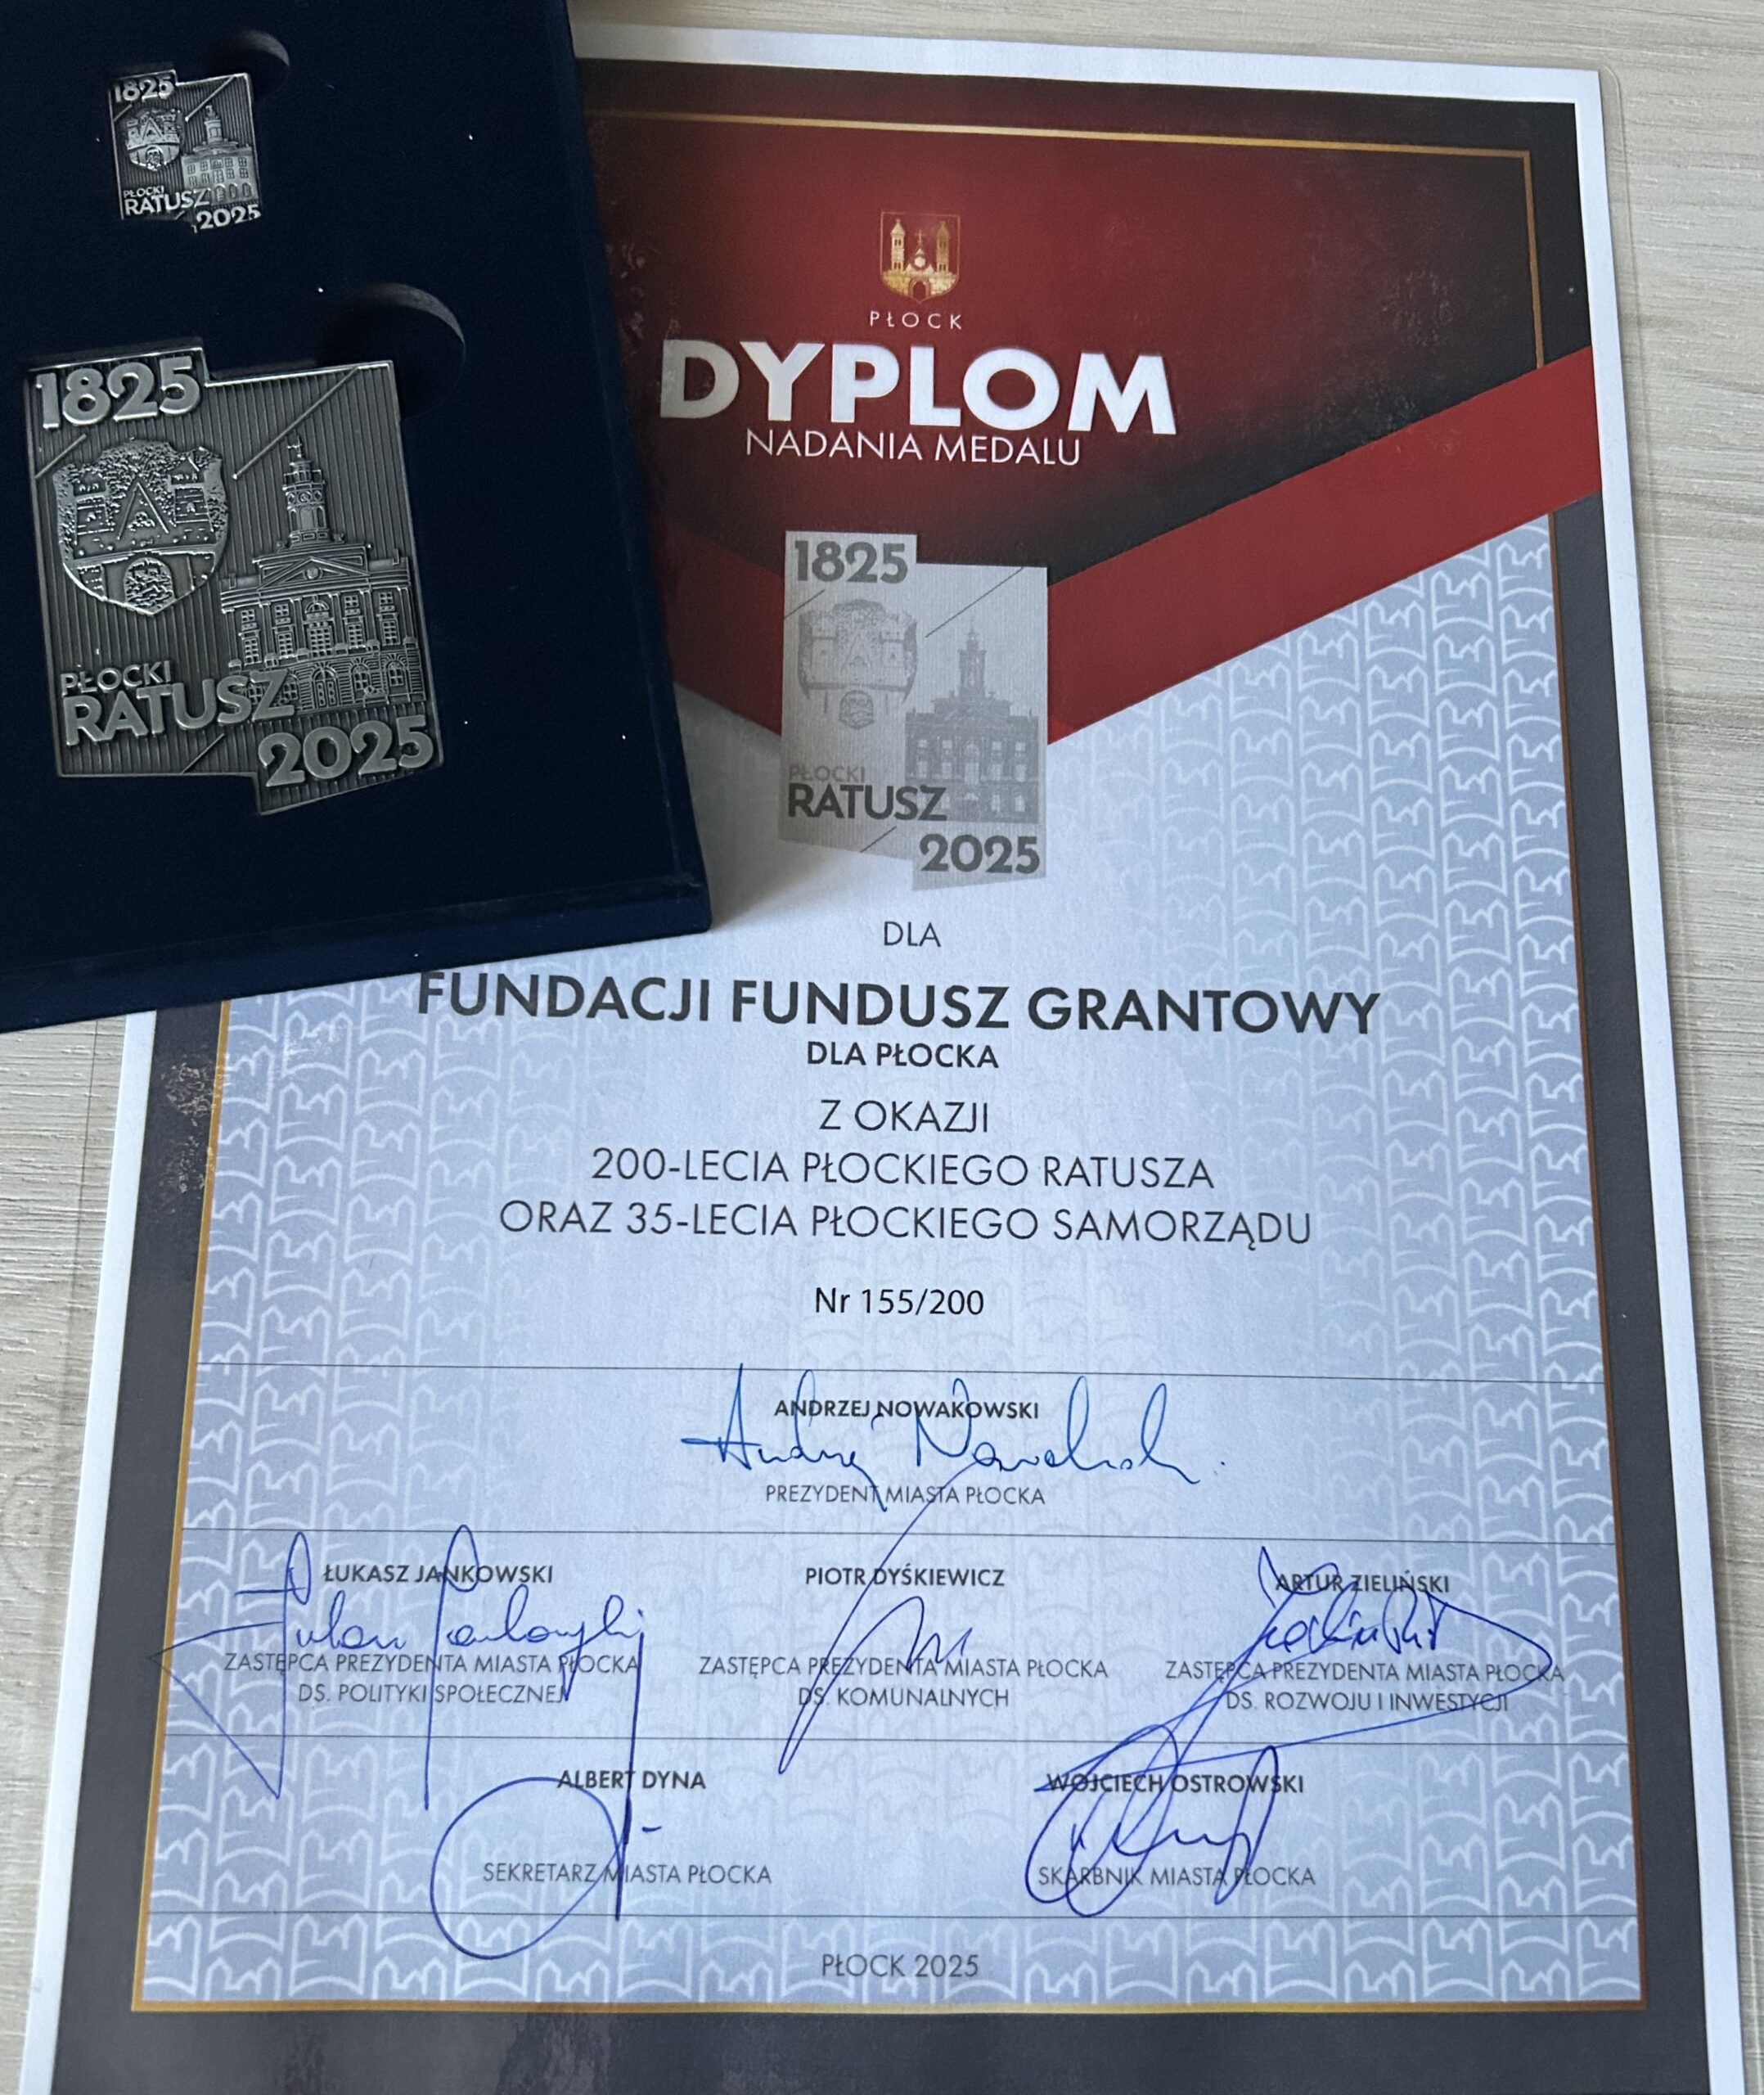 1825
PŁOCKI
RATUSZ
2025
1825
PŁOCKI
RATUSZ
2025
PŁOCK
DYPLOM
NADANIA MEDALU
1825
PŁOCKI
RATUSZ
2025
DLA
FUNDACJI FUNDUSZ GRANTOWY
DLA PŁOCKA
Z OKAZJI
200-LECIA PŁOCKIEGO RATUSZA
ORAZ 35-LECIA PŁOCKIEGO SAMORZĄDU
Nr 155/200
ANDRZEJ NOWAKOWSKI
PREZYDENT MIASTA PŁOCKA
ŁUKASZ JANKOWSKI
ZASTĘPCA PREZYDENTA MIASTA PŁOCKA
DS. POLITYKI SPOŁECZNEJ
PIOTR DYŚKIEWICZ
ZASTĘPCA PREZYDENTA MIASTA PŁOCKA
DS. KOMUNALNYCH
ARTUR ZIELIŃSKI
ZASTĘPCA PREZYDENTA MIASTA PŁOCKA
DS. ROZWOJU I INWESTYCJI
ALBERT DYNA
SEKRETARZ MIASTA PŁOCKA
WOJCIECH OSTROWSKI
SKARBNIK MIASTA PŁOCKA
PŁOCK 2025